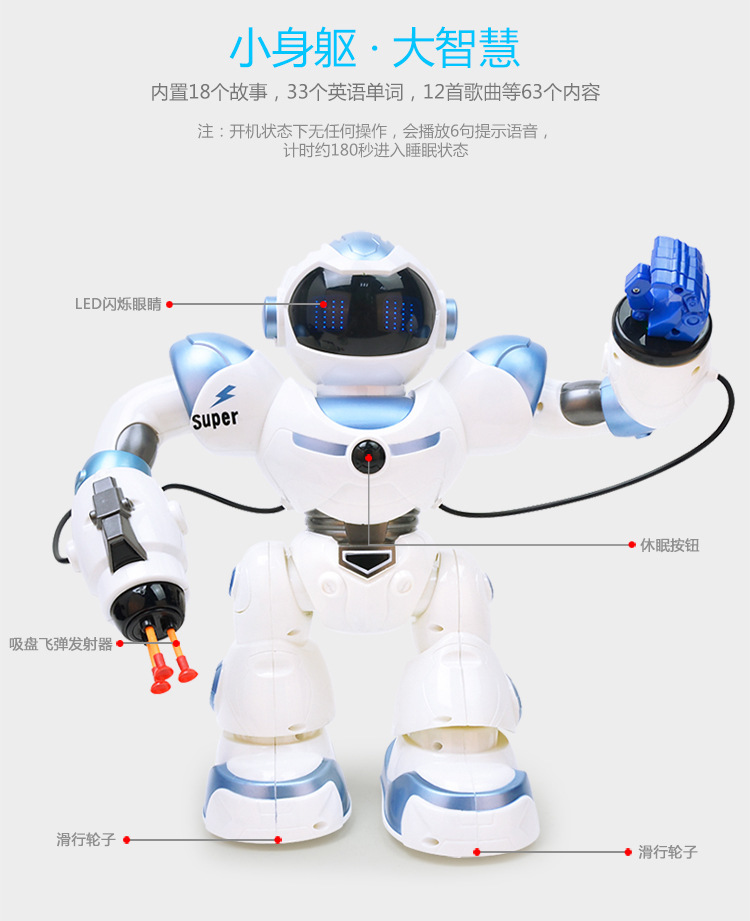 小身躯·大智慧
内置18个故事，33个英语单词，12首歌曲等63个内容
注：开机状态下无任何操作，会播放6句提示语音，
计时约180秒进入睡眠状态
LED闪烁眼睛
Super
休眠按钮
吸盘飞弹发射器
滑行轮子
滑行轮子